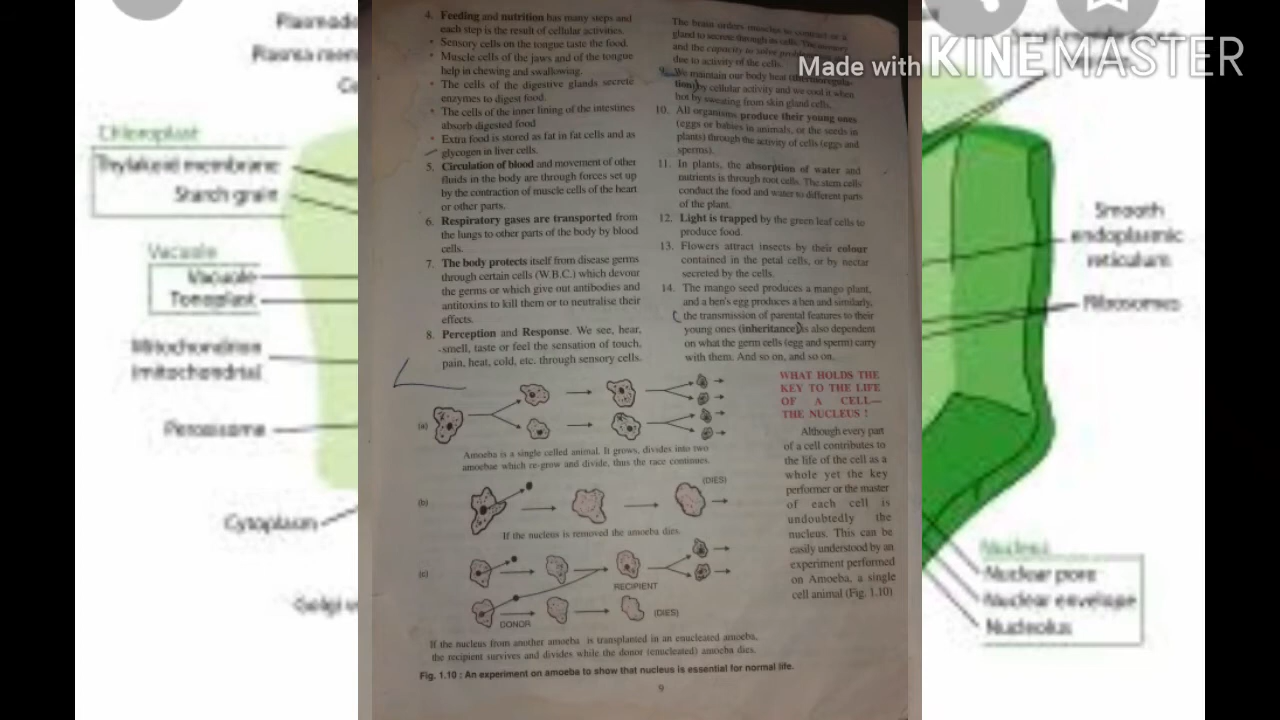 Made with KINEMASTER
Chloroplast
Thylakoid membrane
Starch grain
Vacuole
Vacuole
Tonoplast
Mitochondrion
(mitochondria)
Peroxisome
Cytoplasm
Golgi
4. Feeding and nutrition has many steps and
each step is the result of cellular activities.
• Sensory cells on the tongue taste the food.
• Muscle cells of the jaws and of the tongue
help in chewing and swallowing.
• The cells of the digestive glands secrete
enzymes to digest food.
• The cells of the inner lining of the intestines
absorb digested food
• Extra food is stored as fat in fat cells and as
glycogen in liver cells.
5. Circulation of blood and movement of other
fluids in the body are through forces set up
by the contraction of muscle cells of the heart
or other parts.
6. Respiratory gases are transported from
the lungs to other parts of the body by blood
cells.
7. The body protects itself from disease germs
through certain cells (W.B.C.) which devour
the germs or which give out antibodies and
antitoxins to kill them or to neutralise their
effects.
8. Perception and Response. We see, hear,
smell, taste or feel the sensation of touch,
pain, heat, cold, etc. through sensory cells.
The brain orders muscles to contract or a
gland to secrete through its cells. The memory
and the capacity to solve
due to activity of the cells.
9. We maintain our body heat (thermoregula-
tion) by cellular activity and we cool it when
hot by sweating from skin gland cells.
10. All organisms produce their young ones
(eggs or babies in animals, or the seeds in
plants) through the activity of cells (eggs and
sperms).
11. In plants, the absorption of water and
nutrients is through root cells. The stem cells
conduct the food and water to different parts
of the plant.
12. Light is trapped by the green leaf cells to
produce food.
13. Flowers attract insects by their colour
contained in the petal cells, or by nectar
secreted by the cells.
14. The mango seed produces a mango plant,
and a hen's egg produces a hen and similarly,
the transmission of parental features to their
young ones (inheritance) is also dependent
on what the germ cells (egg and sperm) carry
with them. And so on, and so on.
WHAT HOLDS THE
KEY TO THE LIFE
OF A CELL—
THE NUCLEUS !
Although every part
of a cell contributes to
the life of the cell as a
whole yet the key
performer or the master
of each cell is
undoubtedly the
nucleus. This can be
easily understood by an
experiment performed
on Amoeba, a single
cell animal (Fig. 1.10)
(a)
Amoeba is a single celled animal. It grows, divides into two
amoebae which re-grow and divide, thus the race continues.
(b)
(DIES)
If the nucleus is removed the amoeba dies.
(c)
RECIPIENT
DONOR
(DIES)
If the nucleus from another amoeba is transplanted in an enucleated amoeba,
the recipient survives and divides while the donor (enucleated) amoeba dies.
Fig. 1.10 : An experiment on amoeba to show that nucleus is essential for normal life.
9
Smooth
endoplasmic
reticulum
Ribosomes
Nucleus
Nuclear pore
Nuclear envelope
Nucleolus